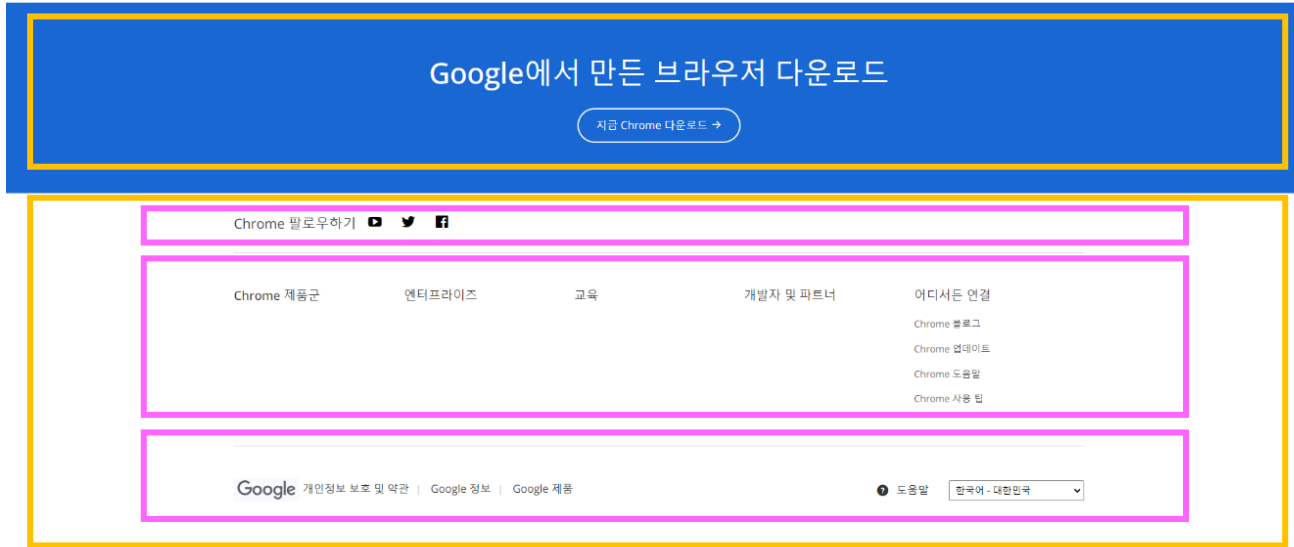 Google에서 만든 브라우저 다운로드
지금 Chrome 다운로드 →
Chrome 팔로우하기
Chrome 제품군 엔터프라이즈 교육 개발자 및 파트너 어디서든 연결
Chrome 블로그
Chrome 업데이트
Chrome 도움말
Chrome 사용 팁
Google 개인정보 보호 및 약관 | Google 정보 | Google 제품 도움말 한국어 - 대한민국